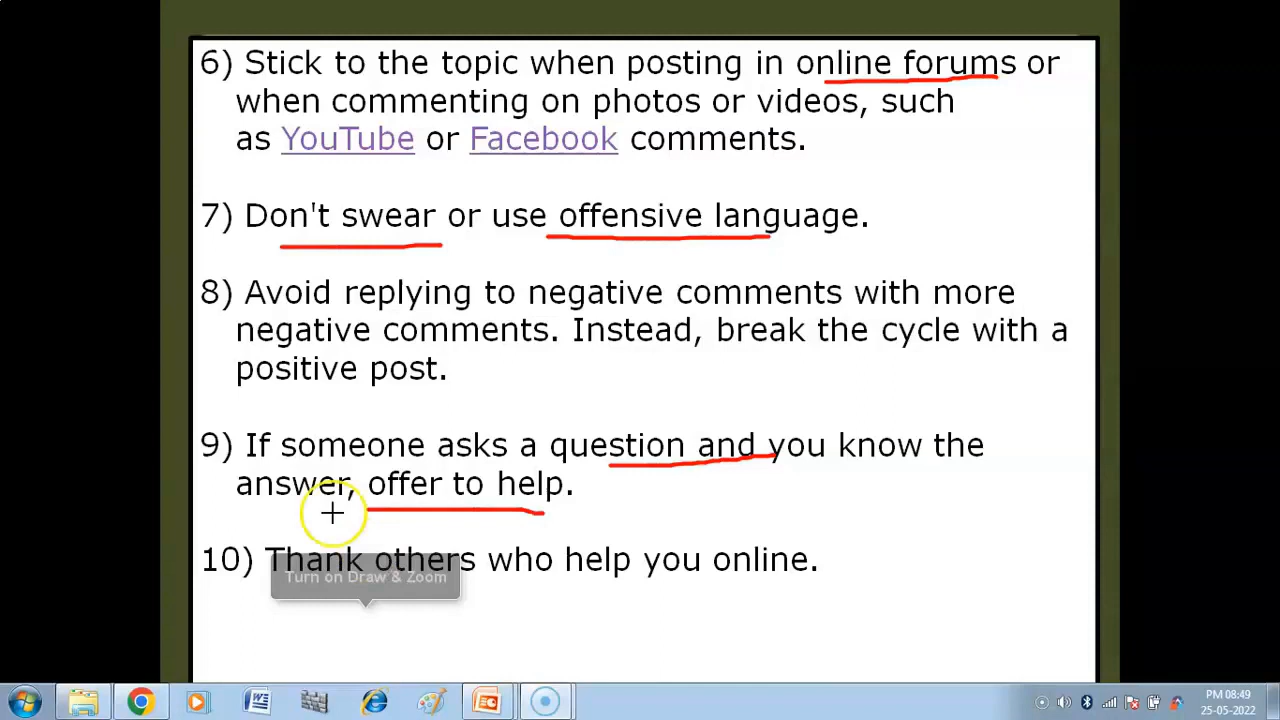 6) Stick to the topic when posting in online forums or
when commenting on photos or videos, such
as YouTube or Facebook comments.
7) Don't swear or use offensive language.
8) Avoid replying to negative comments with more
negative comments. Instead, break the cycle with a
positive post.
9) If someone asks a question and you know the
answer, offer to help.
10) Thank others who help you online.
Turn on Draw & Zoom
PM 08:49
25-05-2022